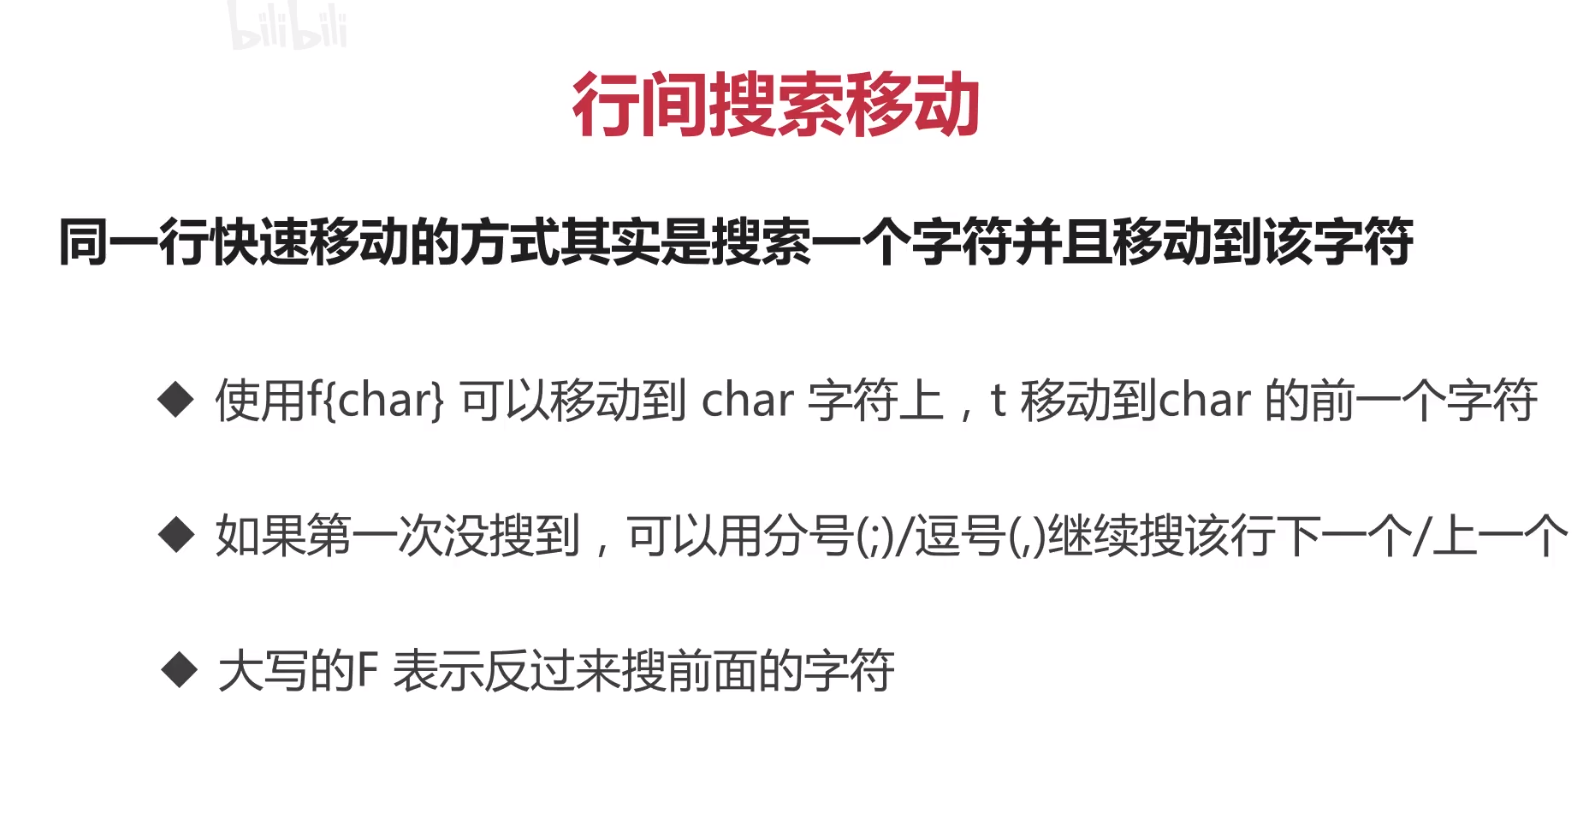 bilibili
行间搜索移动
同一行快速移动的方式其实是搜索一个字符并且移动到该字符
◆ 使用f{char} 可以移动到 char 字符上，t 移动到char 的前一个字符
◆ 如果第一次没搜到，可以用分号(;)/逗号(,)继续搜该行下一个/上一个
◆ 大写的F 表示反过来搜前面的字符